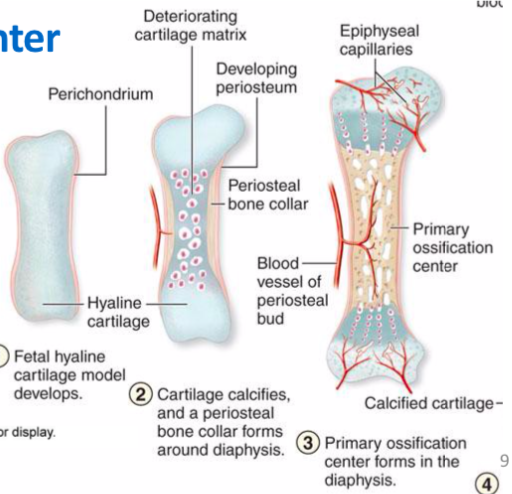 nter
Deteriorating
cartilage matrix
Epiphyseal
capillaries
Developing
periosteum
Perichondrium
Periosteal
bone collar
Primary
ossification
center
Blood
vessel of
periosteal
bud
Hyaline
cartilage
Fetal hyaline
cartilage model
develops.
2 Cartilage calcifies,
and a periosteal
bone collar forms
around diaphysis.
Calcified cartilage
or display.
3 Primary ossification
center forms in the
diaphysis.
9
4